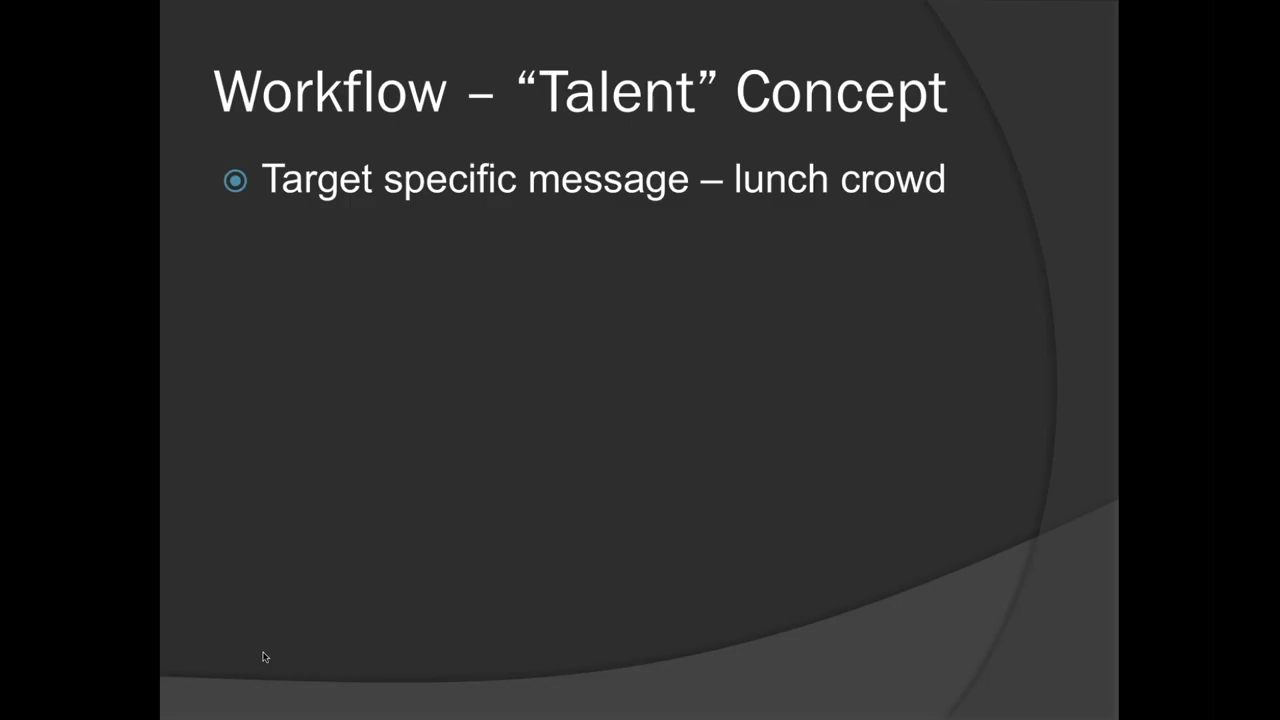 Workflow – “Talent” Concept
Target specific message – lunch crowd